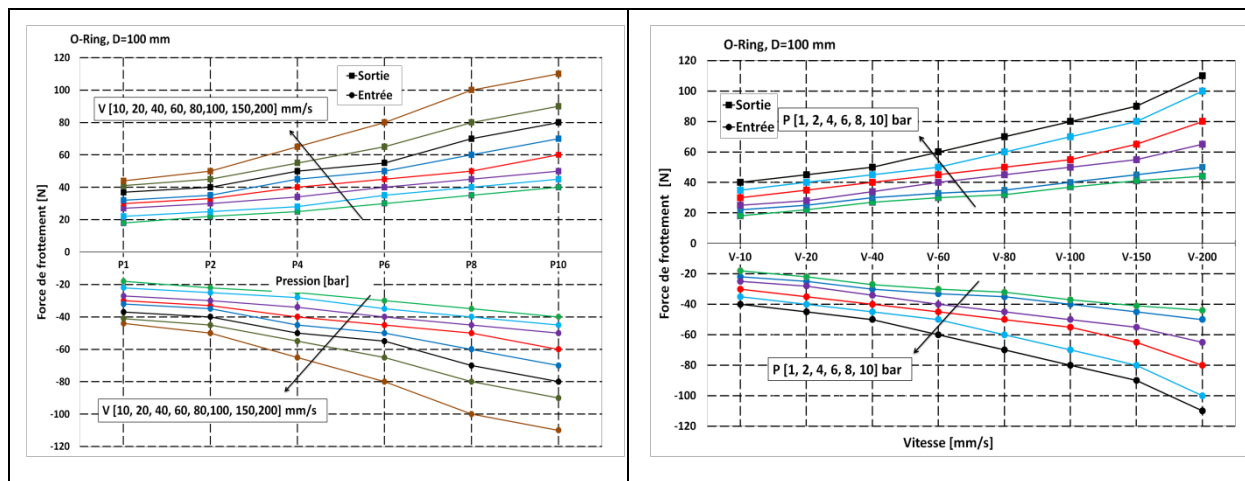 O-Ring, D=100 mm
120
100
80
60
40
20
0
-20
-40
-60
-80
-100
-120
Force de frottement [N]
Sortie
Entrée
V [10, 20, 40, 60, 80,100, 150,200] mm/s
P1
P2
P4
P6
P8
P10
Pression [bar]
V [10, 20, 40, 60, 80,100, 150,200] mm/s
O-Ring, D=100 mm
120
100
80
60
40
20
0
-20
-40
-60
-80
-100
-120
Force de frottement [N]
Sortie
Entrée
P [1, 2, 4, 6, 8, 10] bar
V-10
V-20
V-40
V-60
V-80
V-100
V-150
V-200
P [1, 2, 4, 6, 8, 10] bar
Vitesse [mm/s]